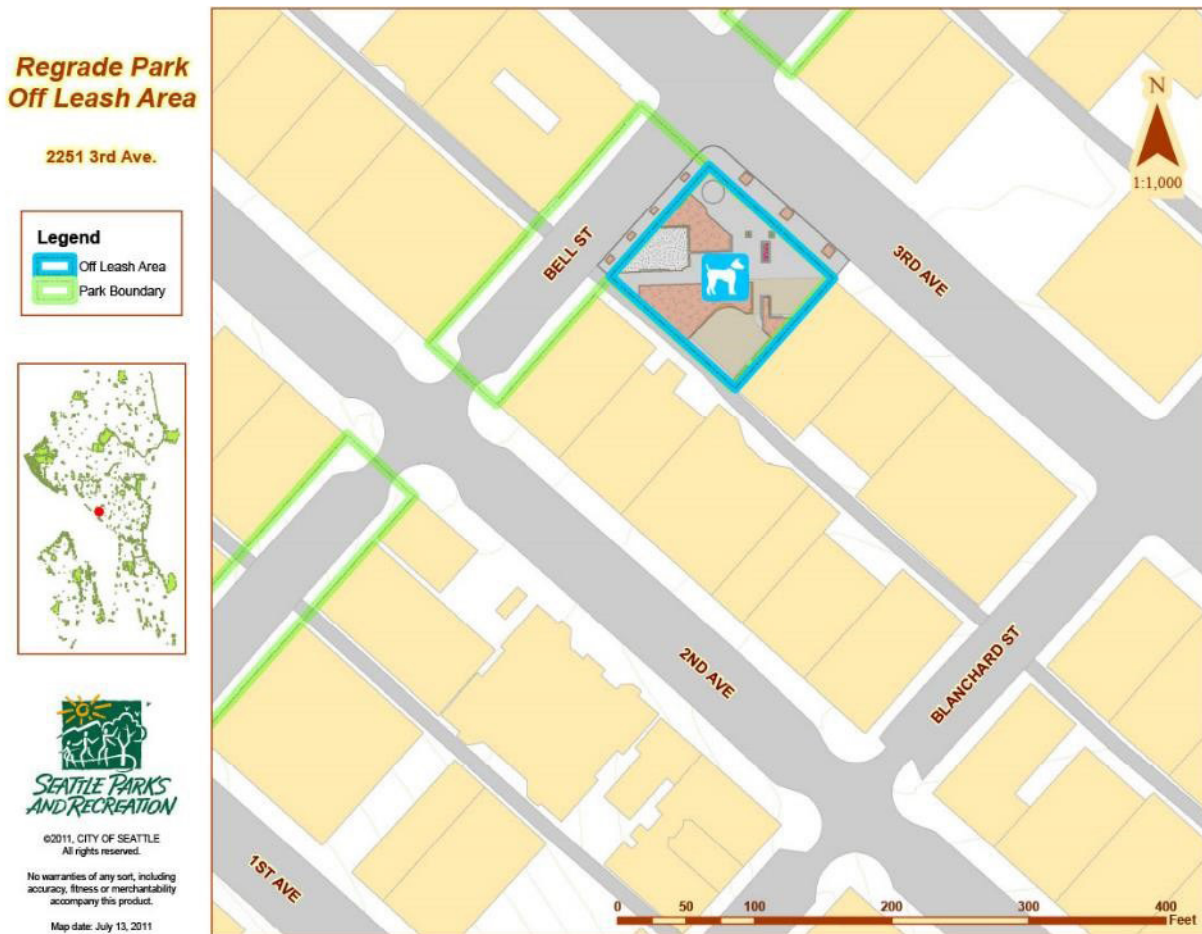 Regrade Park
Off Leash Area
2251 3rd Ave.
Legend
Off Leash Area
Park Boundary
SEATTLE PARKS
AND RECREATION
©2011, CITY OF SEATTLE
All rights reserved.
No warranties of any sort, including
accuracy, fitness or merchantability
accompany this product.
Map date: July 13, 2011
N
1:1,000
BELL ST
3RD AVE
2ND AVE
BLANCHARD ST
1ST AVE
0 50 100 200 300 400
Feet